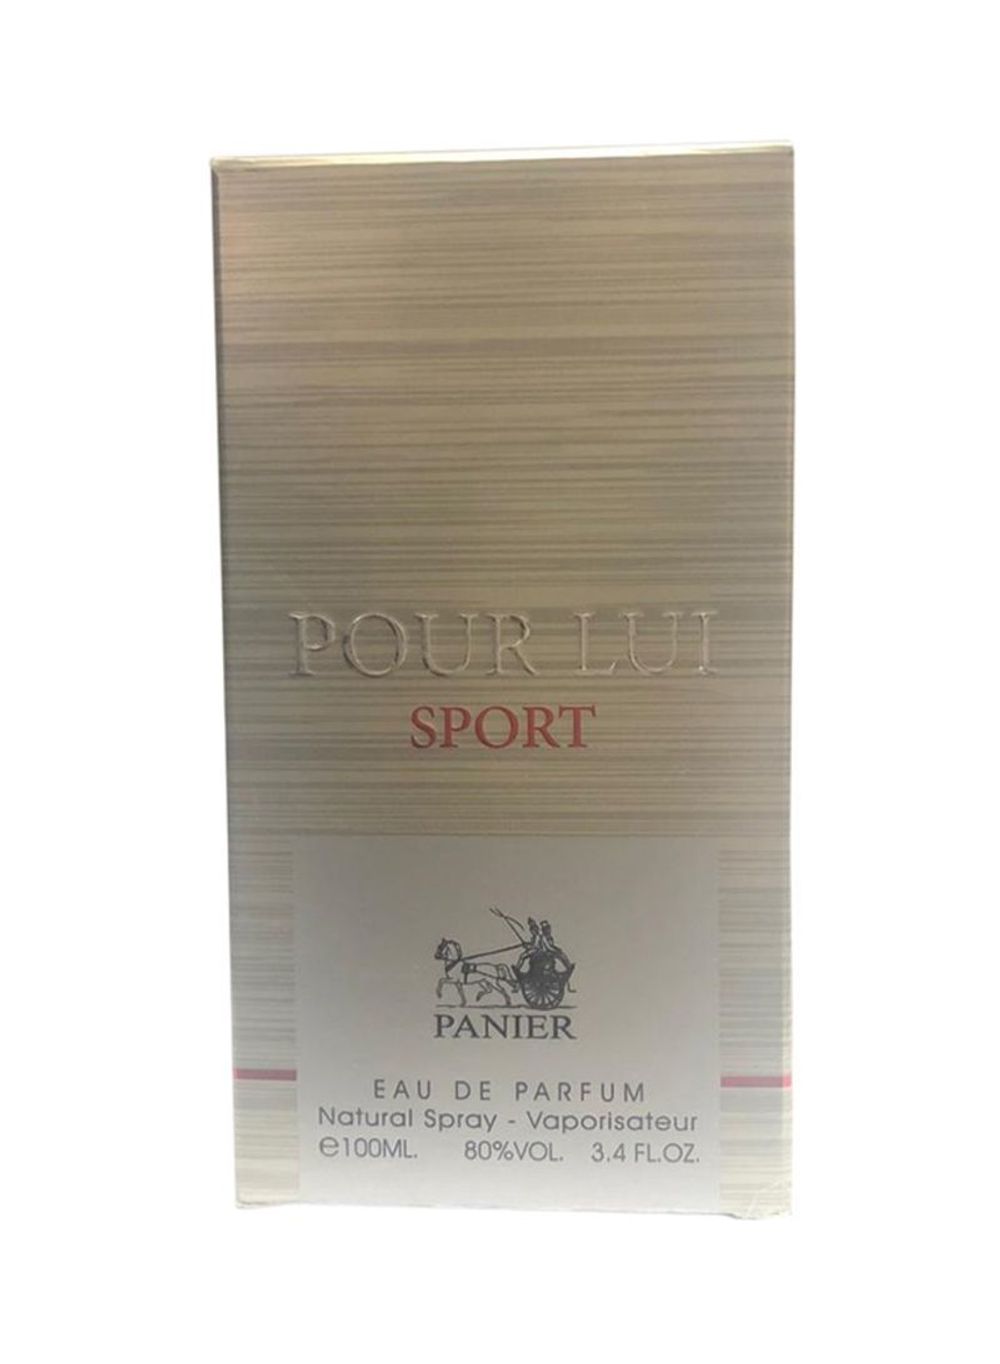 POUR LUI
SPORT
PANIER
EAU DE PARFUM
Natural Spray - Vaporisateur
℮100ML. 80%VOL. 3.4 FL.OZ.